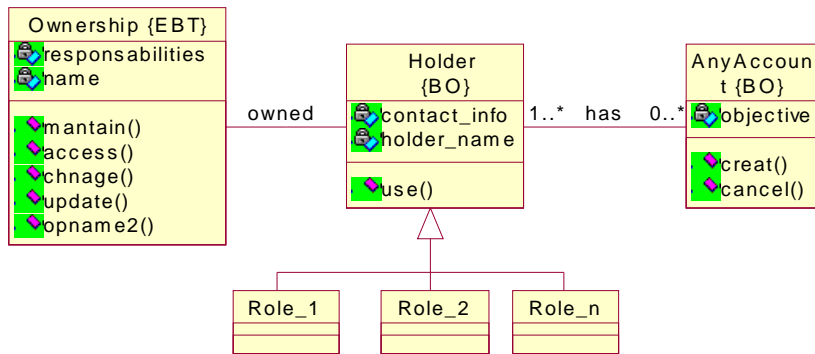 Ownership {EBT}
responsabilities
name
mantain()
access()
chnage()
update()
opname2()
owned
Holder
{BO}
contact_info
holder_name
use()
1..* has 0..*
AnyAccoun
t {BO}
objective
creat()
cancel()
Role_1
Role_2
Role_n